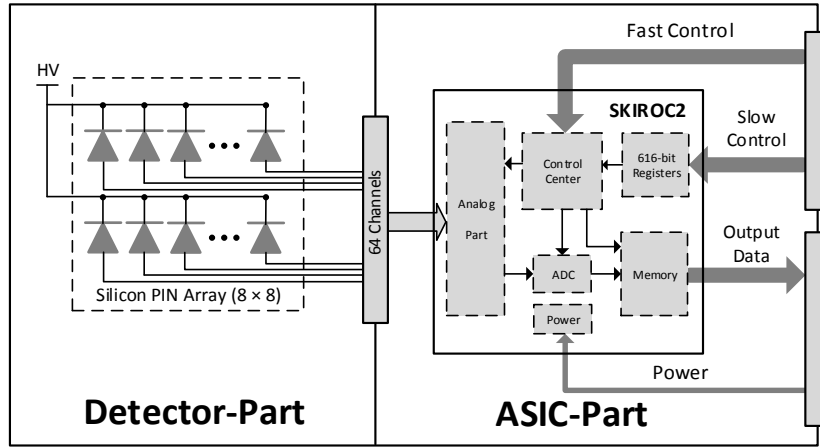 Fast Control
HV
SKIROC2
Slow
Control
Control
Center
616-bit
Registers
64 Channels
Analog
Part
Output
Data
ADC
Memory
Silicon PIN Array (8 × 8)
Power
Power
Detector-Part
ASIC-Part